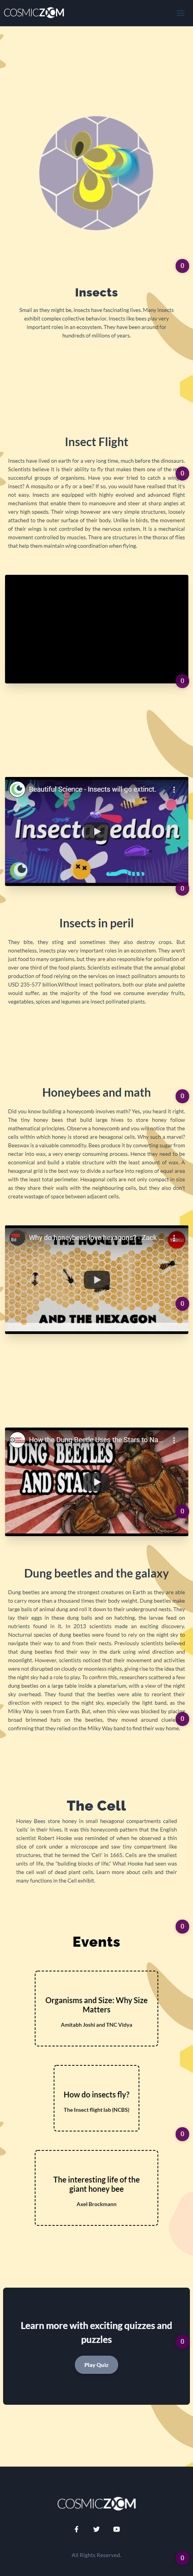 COSMIC ZOOM
0
Insects
Small as they might be, Insects have fascinating lives. Many Insects
exhibit complex collective behavior. Insects like bees play very
important roles in an ecosystem. They have been around for
hundreds of millions of years.
Insect Flight
Insects have lived on earth for a very long time, much before the dinosaurs.
Scientists believe it is their ability to fly that makes them one of the
successful groups of organisms. Have you ever tried to catch a
insect? A mosquito or a fly or a bee? If so, you would have realised that it's
not easy. Insects are equipped with highly evolved and advanced flight
mechanisms that enable them to manoeuvre and steer at sharp angles at
very high speeds. Their wings however are very simple structures, loosely
attached to the outer surface of their body. Unlike in birds, the movement
of their wings is not controlled by the nervous system. It is a mechanical
movement controlled by muscles. There are structures in the thorax of flies
that help them maintain wing coordination when flying.
0
0
Beautiful Science - Insects will go extinct.
Insectageddon
0
Insects in peril
They bite, they sting and sometimes they also destroy crops. But
nonetheless, insects play very important roles in an ecosystem. They aren't
just food to many organisms, but they are also responsible for pollination of
over one third of the food plants. Scientists estimate that the annual global
production of food relying on the services on insect pollinators amounts to
USD 235-577 billion. Without insect pollinators, both our plate and palate
would suffer, as the majority of the food we consume everyday fruits,
vegetables, spices and legumes are insect pollinated plants.
Honeybees and math
0
Did you know building a honeycomb involves math? Yes, you heard it right.
The tiny honey bees that build large hives follow
mathematical principles. Observe a honeycomb and you will notice that the
cells within which honey is stored are hexagonal cells. Why such a marvel?
Beeswax is a valuable commodity. Bees produce it by converting sugar from
nectar into wax, a very energy consuming process. Hence they need to be
economical and build a stable structure with the least amount of wax. A
hexagonal grid is the best way to divide a surface into regions of equal area
with the least total perimeter. Hexagonal cells are not only compact in size
as they share their walls with the neighbouring cells, but they also don't
create wastage of space between adjacent cells.
Why do honeybees love hexagons? - Zack
THE HONEY BEE
AND THE HEXAGON
0
How the Dung Beetle Uses the Stars to Na
DUNG BEETLES
AND STARS
0
Dung beetles and the galaxy
Dung beetles are among the strongest creatures on Earth as they are able
to carry more than a thousand times their body weight. Dung beetles make
large balls of animal dung and roll it down to their underground nests. They
lay their eggs in these dung balls and on hatching, the larvae feed on
nutrients found in it. In 2013 scientists made an exciting discovery.
Nocturnal species of dung beetles were found to rely on the night sky to
navigate their way to and from their nests. Previously scientists believed
that dung beetles find their way in the dark using wind direction and
moonlight. However, scientists noticed that their movement and activities
were not disrupted on cloudy or moonless nights, giving rise to the idea that
the night sky had a role to play. To confirm this, researchers scattered a few
dung beetles on a large table inside a planetarium, with a view of the night
sky overhead. They found that the beetles were able to reorient their
direction with respect to the night sky, especially the light band, as the
Milky Way is seen from Earth. But, when this view was blocked by
broad brimmed hats on the beetles, they moved around
confirming that they relied on the Milky Way band to find their way home.
0
The Cell
Honey Bees store honey in small hexagonal compartments called
'cells' in their hives. It was this honeycomb pattern that the English
scientist Robert Hooke was reminded of when he observed a thin
slice of cork under a microscope and saw tiny compartment like
structures, that he termed the 'Cell' in 1665. Cells are the smallest
units of life, the "building blocks of life." What Hooke had seen was
the cell wall of dead plant cells. Learn more about cells and their
many functions in the Cell exhibit.
0
Events
Organisms and Size: Why Size
Matters
Amitabh Joshi and TNC Vidya
How do insects fly?
The Insect flight lab (NCBS)
0
The interesting life of the
giant honey bee
Axel Brockmann
Learn more with exciting quizzes and
puzzles
0
Play Quiz
COSMIC ZOOM
All Rights Reserved.
0